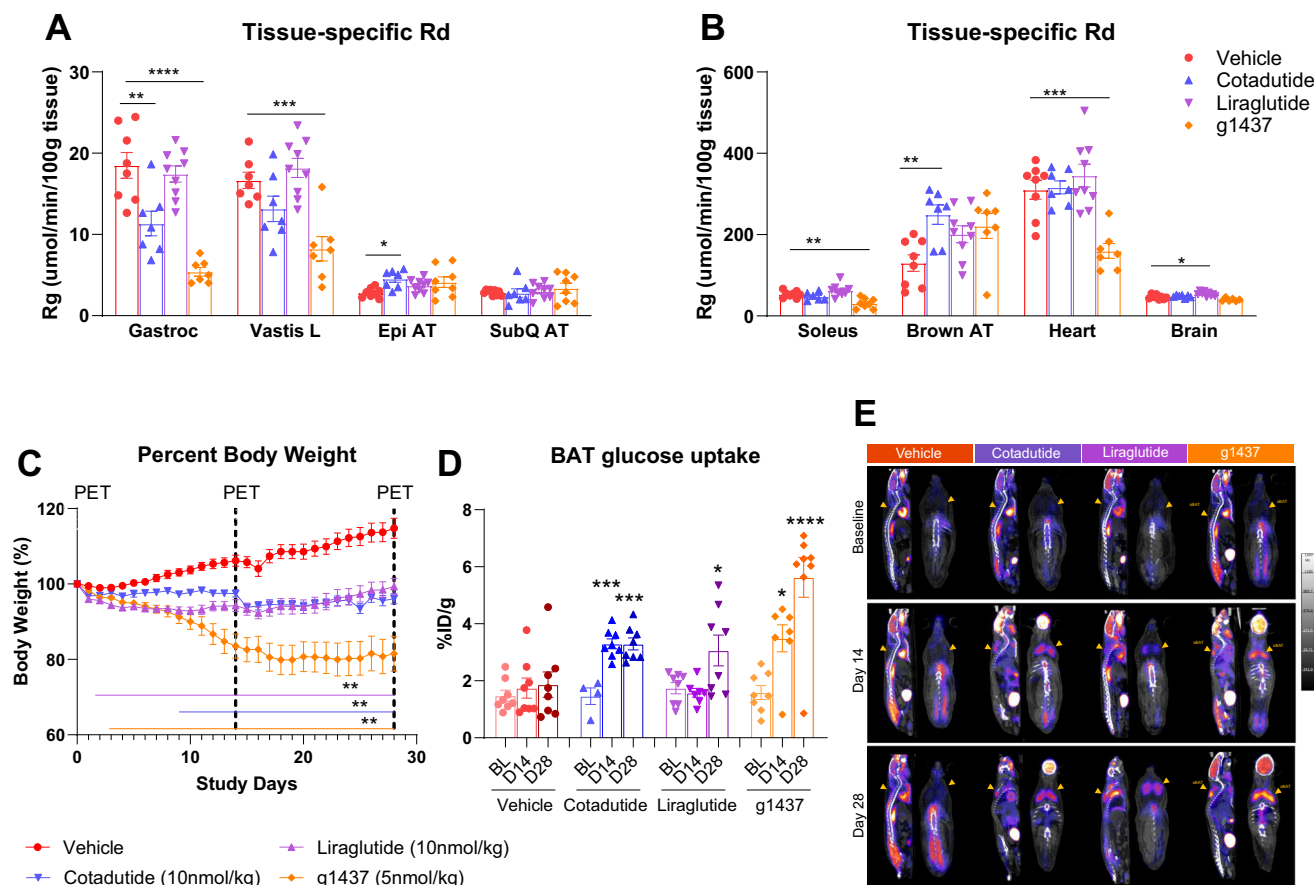 A
Tissue-specific Rd
Rg (umol/min/100g tissue)
30
20
10
0
**
****
***
*
Gastroc
Vastis L
Epi AT
SubQ AT
B
Tissue-specific Rd
Rg (umol/min/100g tissue)
600
400
200
0
**
**
***
*
Soleus
Brown AT
Heart
Brain
Vehicle
Cotadutide
Liraglutide
g1437
C
Percent Body Weight
PET
PET
PET
Body Weight (%)
120
100
80
60
**
**
**
0
10
20
30
Study Days
Vehicle
Liraglutide (10nmol/kg)
Cotadutide (10nmol/kg)
g1437 (5nmol/kg)
D
BAT glucose uptake
%ID/g
8
6
4
2
0
***
***
*
*
****
BL
D14
D28
BL
D14
D28
BL
D14
D28
BL
D14
D28
Vehicle
Cotadutide
Liraglutide
g1437
E
Vehicle
Cotadutide
Liraglutide
g1437
Baseline
Day 14
Day 28